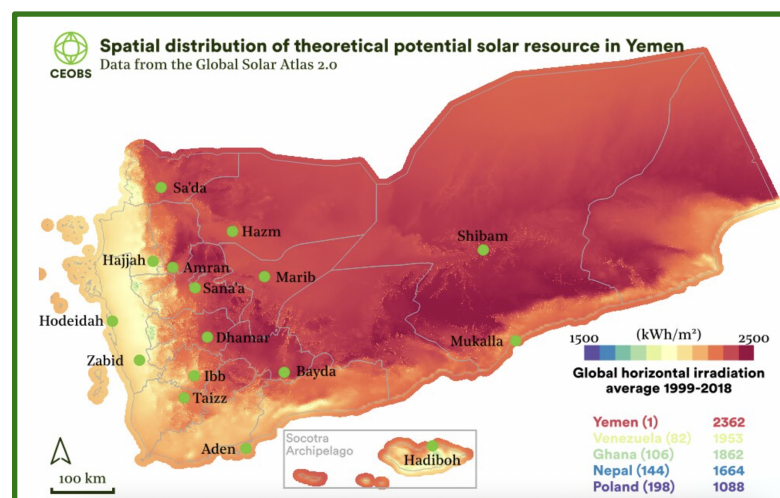 CEOBS
Spatial distribution of theoretical potential solar resource in Yemen
Data from the Global Solar Atlas 2.0
Sa'da
Hazm
Shibam
Hajjah
Amran
Marib
Sana'a
Hodeidah
Dhamar
Mukalla
Zabid
Ibb
Bayda
Taizz
Aden
Socotra
Archipelago
Hadiboh
100 km
1500 (kWh/m²) 2500
Global horizontal irradiation
average 1999-2018
Yemen (1) 2362
Venezuela (82) 1953
Ghana (106) 1862
Nepal (144) 1664
Poland (198) 1088